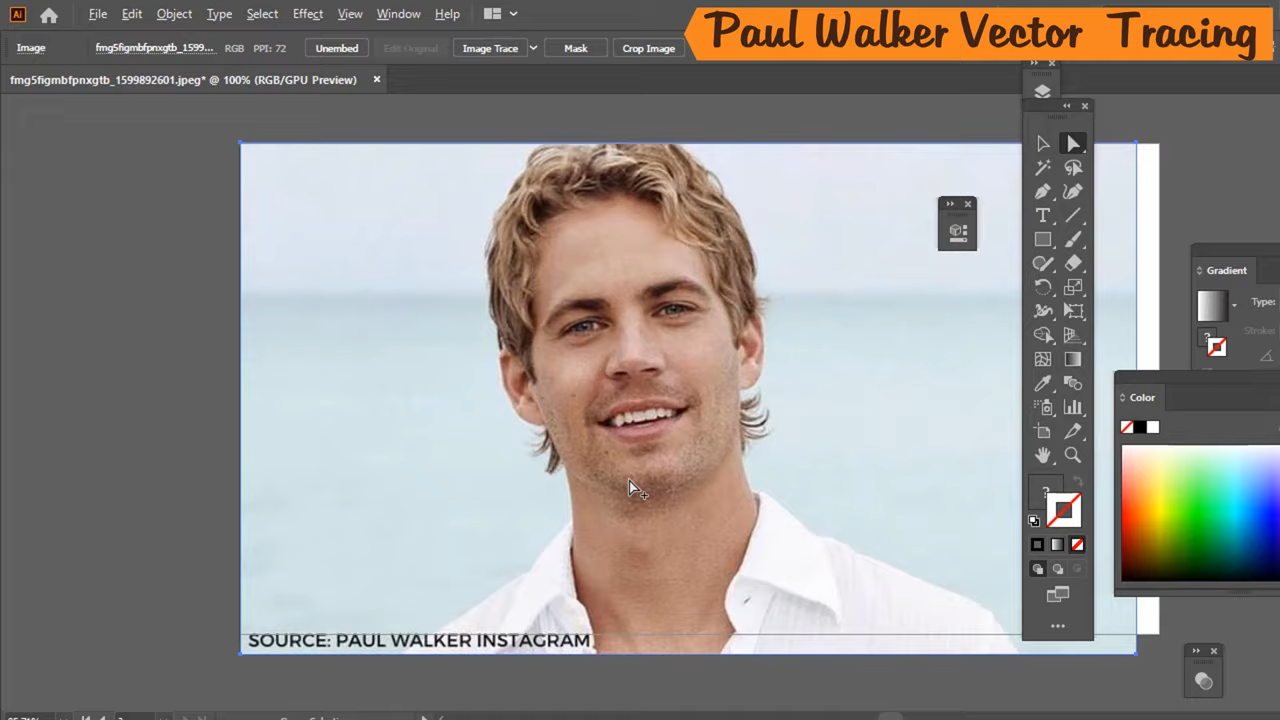 File Edit Object Type Select Effect View Window Help
Paul Walker Vector Tracing
Image fmg5figmbfpnxgtb_1599... RGB PPI: 72 Unembed Edit Original Image Trace Mask Crop Image
fmg5figmbfpnxgtb_1599892601.jpeg* @ 100% (RGB/GPU Preview)
Gradient
Type:
Color
SOURCE: PAUL WALKER INSTAGRAM